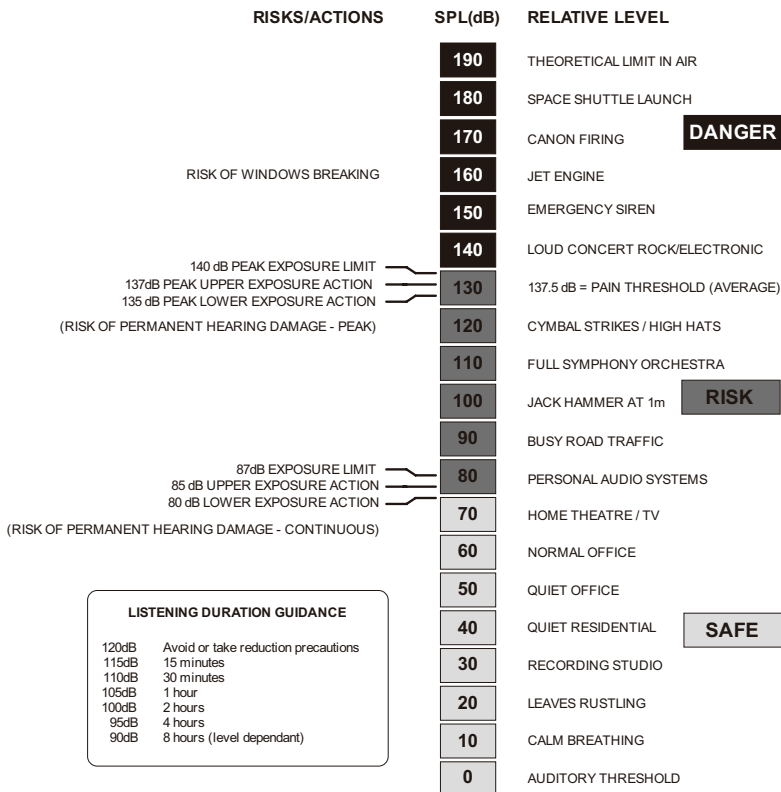 RISKS/ACTIONS SPL(dB) RELATIVE LEVEL
190 THEORETICAL LIMIT IN AIR
180 SPACE SHUTTLE LAUNCH
DANGER
170 CANON FIRING
RISK OF WINDOWS BREAKING 160 JET ENGINE
150 EMERGENCY SIREN
140 LOUD CONCERT ROCK/ELECTRONIC
140 dB PEAK EXPOSURE LIMIT
137dB PEAK UPPER EXPOSURE ACTION 130 137.5 dB = PAIN THRESHOLD (AVERAGE)
135 dB PEAK LOWER EXPOSURE ACTION
(RISK OF PERMANENT HEARING DAMAGE - PEAK) 120 CYMBAL STRIKES / HIGH HATS
110 FULL SYMPHONY ORCHESTRA
100 JACK HAMMER AT 1m RISK
90 BUSY ROAD TRAFFIC
87dB EXPOSURE LIMIT
80 PERSONAL AUDIO SYSTEMS
85 dB UPPER EXPOSURE ACTION
80 dB LOWER EXPOSURE ACTION
70 HOME THEATRE / TV
(RISK OF PERMANENT HEARING DAMAGE - CONTINUOUS)
60 NORMAL OFFICE
50 QUIET OFFICE
40 QUIET RESIDENTIAL SAFE
30 RECORDING STUDIO
20 LEAVES RUSTLING
10 CALM BREATHING
0 AUDITORY THRESHOLD
LISTENING DURATION GUIDANCE
120dB Avoid or take reduction precautions
115dB 15 minutes
110dB 30 minutes
105dB 1 hour
100dB 2 hours
95dB 4 hours
90dB 8 hours (level dependant)